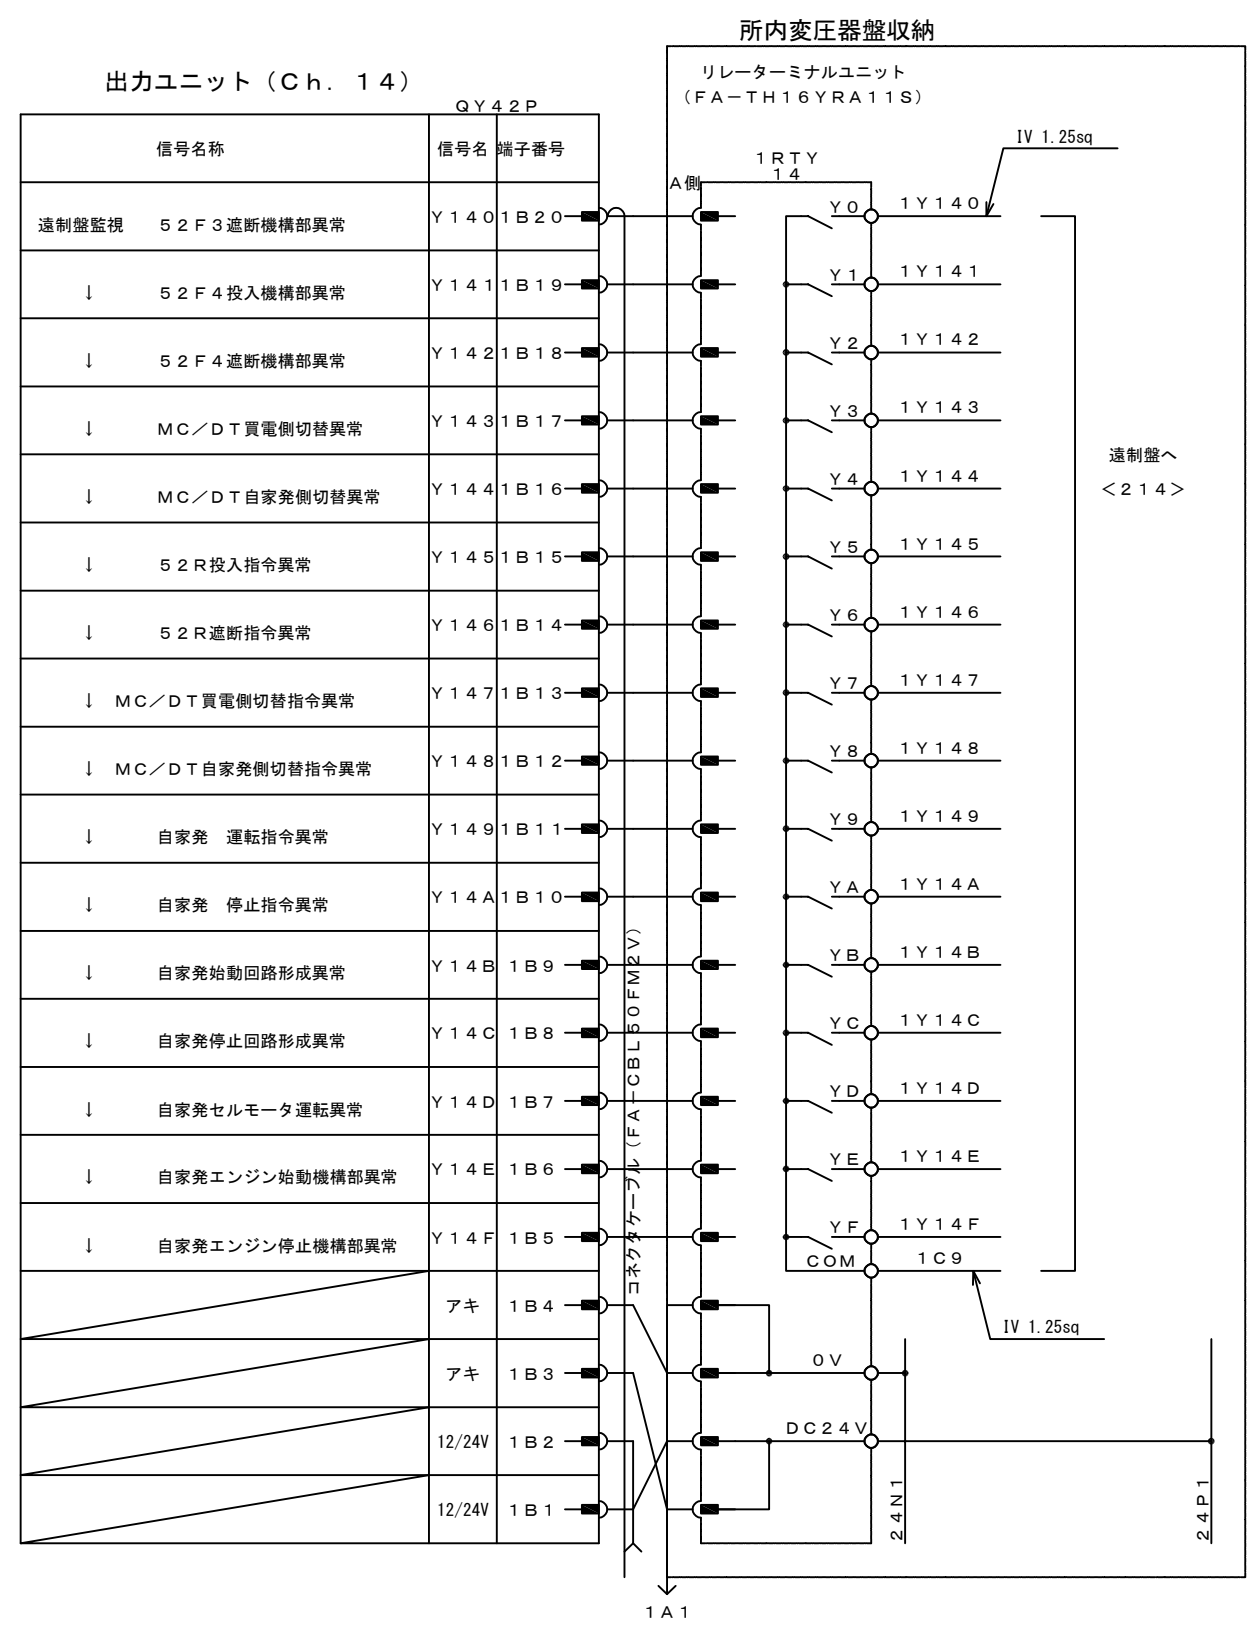 所内変圧器盤収納
出力ユニット（Ｃｈ．１４）
ＱＹ４２Ｐ
リレーターミナルユニット
（ＦＡ－ＴＨ１６ＹＲＡ１１Ｓ）
信号名称 信号名 端子番号
IV 1.25sq
１ＲＴＹ
１４
Ａ側
遠制盤監視 ５２Ｆ３遮断機構部異常 Ｙ１４０ １Ｂ２０ Ｙ０ １Ｙ１４０
↓ ５２Ｆ４投入機構部異常 Ｙ１４１ １Ｂ１９ Ｙ１ １Ｙ１４１
↓ ５２Ｆ４遮断機構部異常 Ｙ１４２ １Ｂ１８ Ｙ２ １Ｙ１４２
↓ ＭＣ／ＤＴ買電側切替異常 Ｙ１４３ １Ｂ１７ Ｙ３ １Ｙ１４３
遠制盤へ
＜２１４＞
↓ ＭＣ／ＤＴ自家発側切替異常 Ｙ１４４ １Ｂ１６ Ｙ４ １Ｙ１４４
↓ ５２Ｒ投入指令異常 Ｙ１４５ １Ｂ１５ Ｙ５ １Ｙ１４５
↓ ５２Ｒ遮断指令異常 Ｙ１４６ １Ｂ１４ Ｙ６ １Ｙ１４６
↓ ＭＣ／ＤＴ買電側切替指令異常 Ｙ１４７ １Ｂ１３ Ｙ７ １Ｙ１４７
↓ ＭＣ／ＤＴ自家発側切替指令異常 Ｙ１４８ １Ｂ１２ Ｙ８ １Ｙ１４８
↓ 自家発　運転指令異常 Ｙ１４９ １Ｂ１１ Ｙ９ １Ｙ１４９
↓ 自家発　停止指令異常 Ｙ１４Ａ １Ｂ１０ ＹＡ １Ｙ１４Ａ
↓ 自家発始動回路形成異常 Ｙ１４Ｂ １Ｂ９ ＹＢ １Ｙ１４Ｂ
↓ 自家発停止回路形成異常 Ｙ１４Ｃ １Ｂ８ ＹＣ １Ｙ１４Ｃ
↓ 自家発セルモータ運転異常 Ｙ１４Ｄ １Ｂ７ ＹＤ １Ｙ１４Ｄ
↓ 自家発エンジン始動機構部異常 Ｙ１４Ｅ １Ｂ６ ＹＥ １Ｙ１４Ｅ
↓ 自家発エンジン停止機構部異常 Ｙ１４Ｆ １Ｂ５ ＹＦ １Ｙ１４Ｆ
コネクタケーブル（ＦＡ－ＣＢＬ５０ＦＭ２Ｖ）
ＣＯＭ １Ｃ９
アキ １Ｂ４
IV 1.25sq
アキ １Ｂ３ ０Ｖ
12/24V １Ｂ２ ＤＣ２４Ｖ
12/24V １Ｂ１
２４Ｎ１
２４Ｐ１
１Ａ１